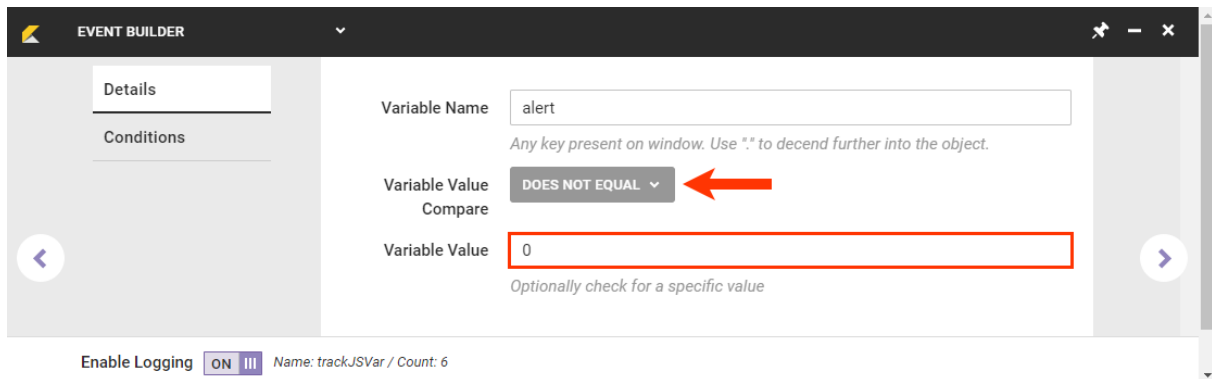 EVENT BUILDER
Details
Conditions
Variable Name
alert
Any key present on window. Use "." to decend further into the object.
Variable Value
Compare
DOES NOT EQUAL
Variable Value
0
Optionally check for a specific value
Enable Logging ON Name: trackJSVar / Count: 6